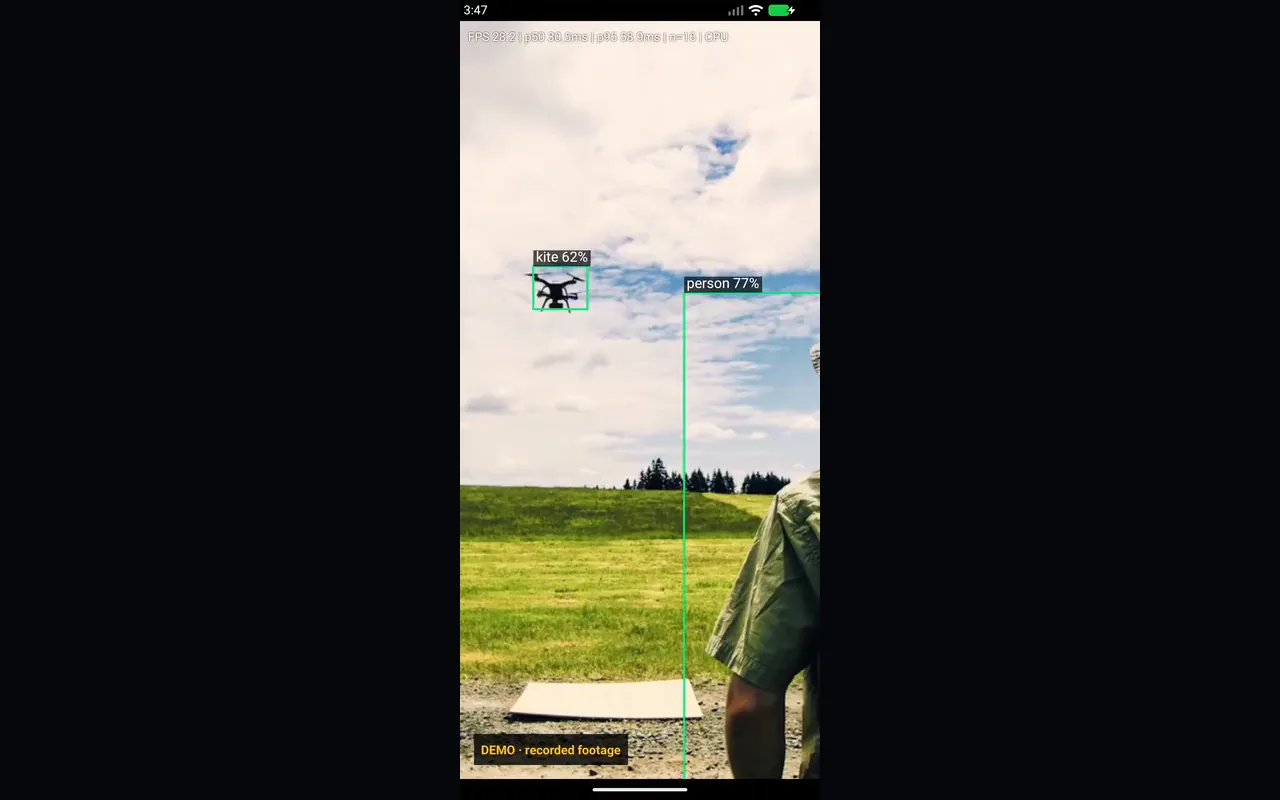 3:47
FPS 28.2 | p50 30.5ms | p95 58.9ms | n=16 | CPU
kite 62%
person 77%
DEMO · recorded footage